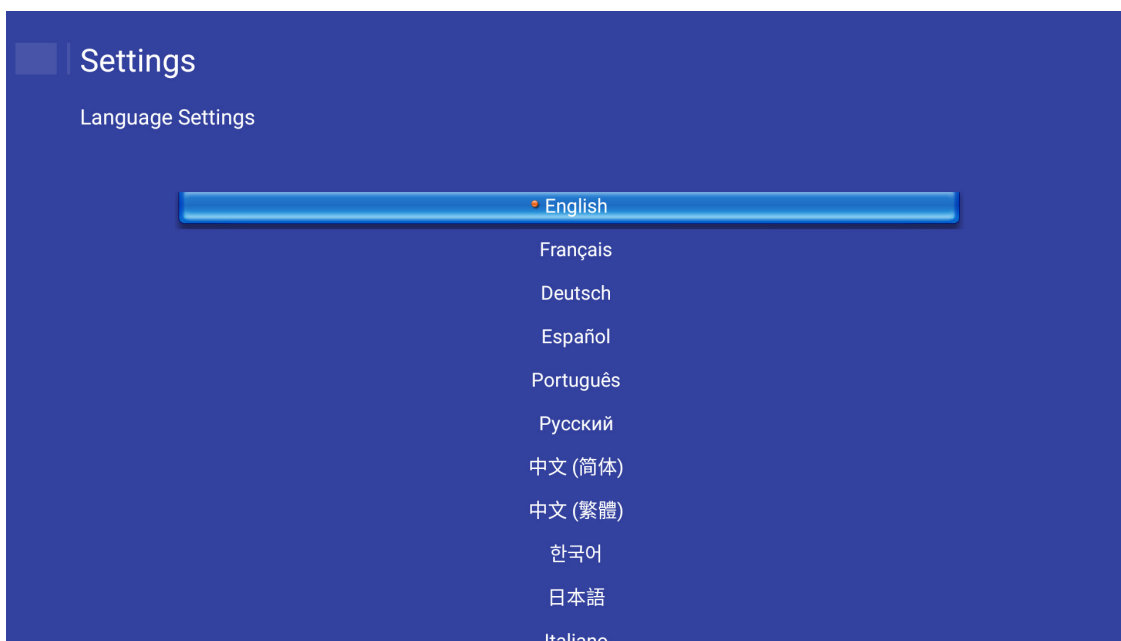 Settings
Language Settings
English
Français
Deutsch
Español
Português
Русский
中文 (简体)
中文 (繁體)
한국어
日本語
Italiano